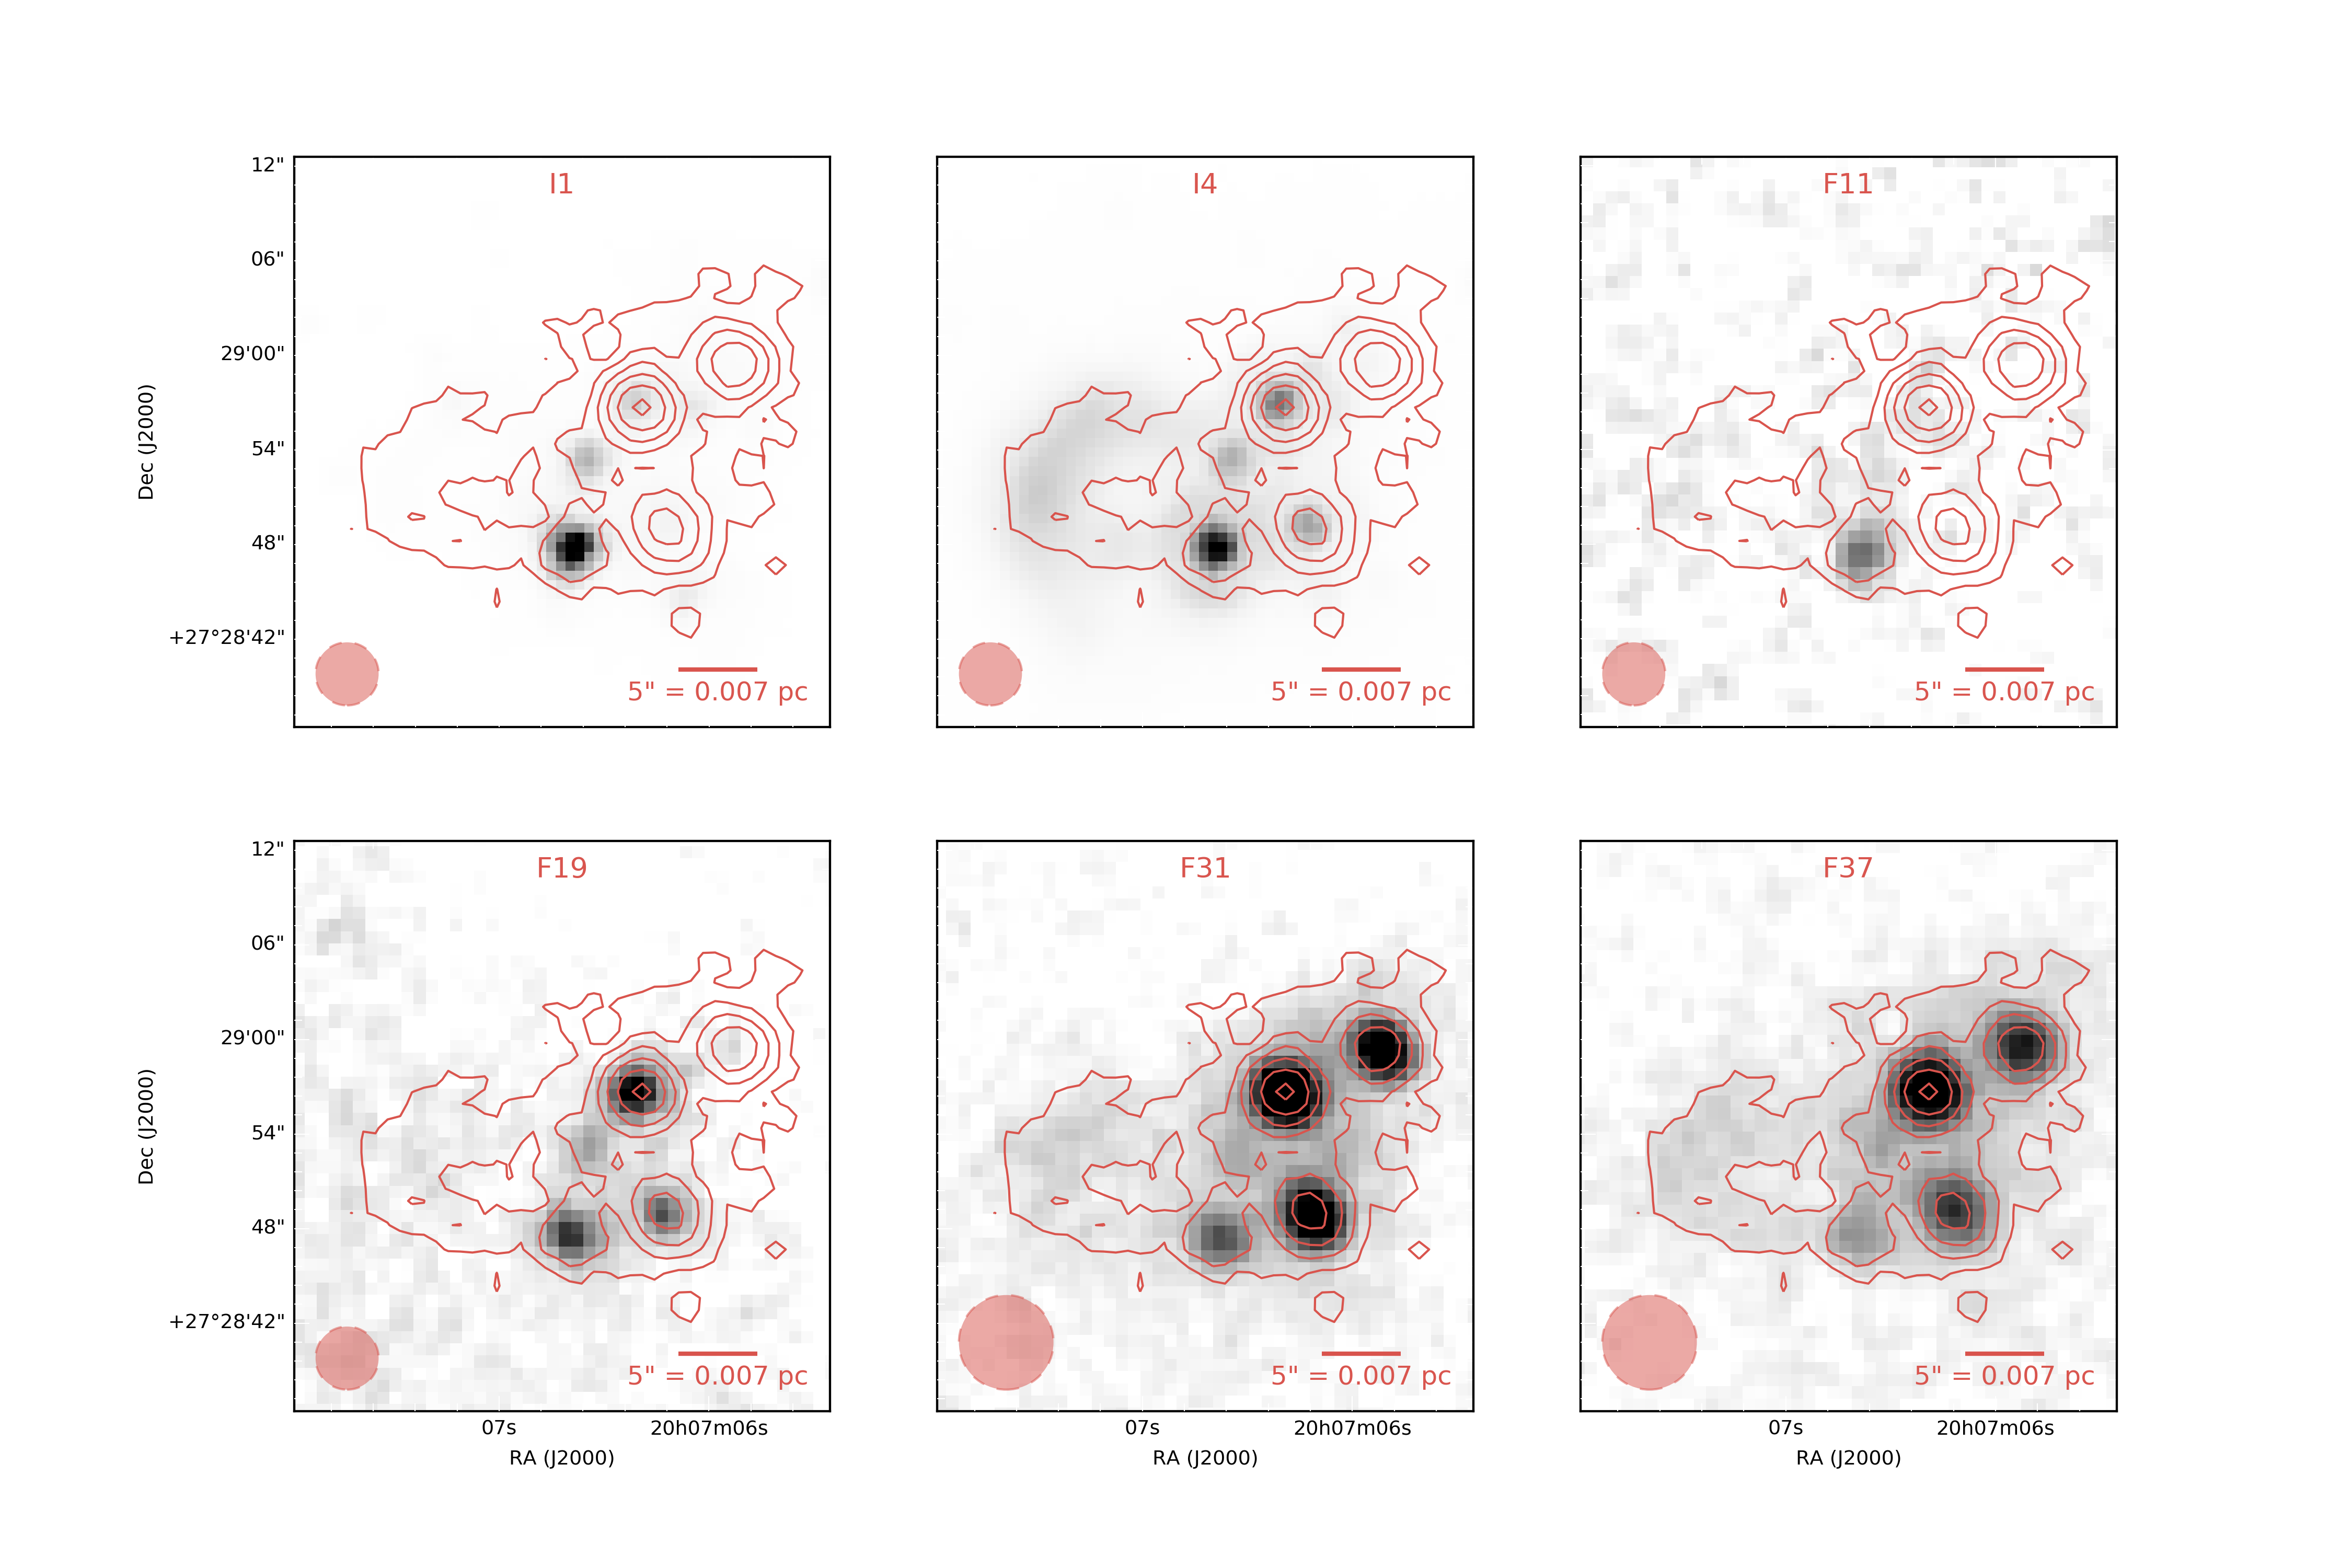 I1
I4
F11
12"
06"
29'00"
54"
48"
+27°28'42"
Dec (J2000)
5" = 0.007 pc
5" = 0.007 pc
5" = 0.007 pc
F19
F31
F37
12"
06"
29'00"
54"
48"
+27°28'42"
Dec (J2000)
5" = 0.007 pc
5" = 0.007 pc
5" = 0.007 pc
07s 20h07m06s
07s 20h07m06s
07s 20h07m06s
RA (J2000)
RA (J2000)
RA (J2000)